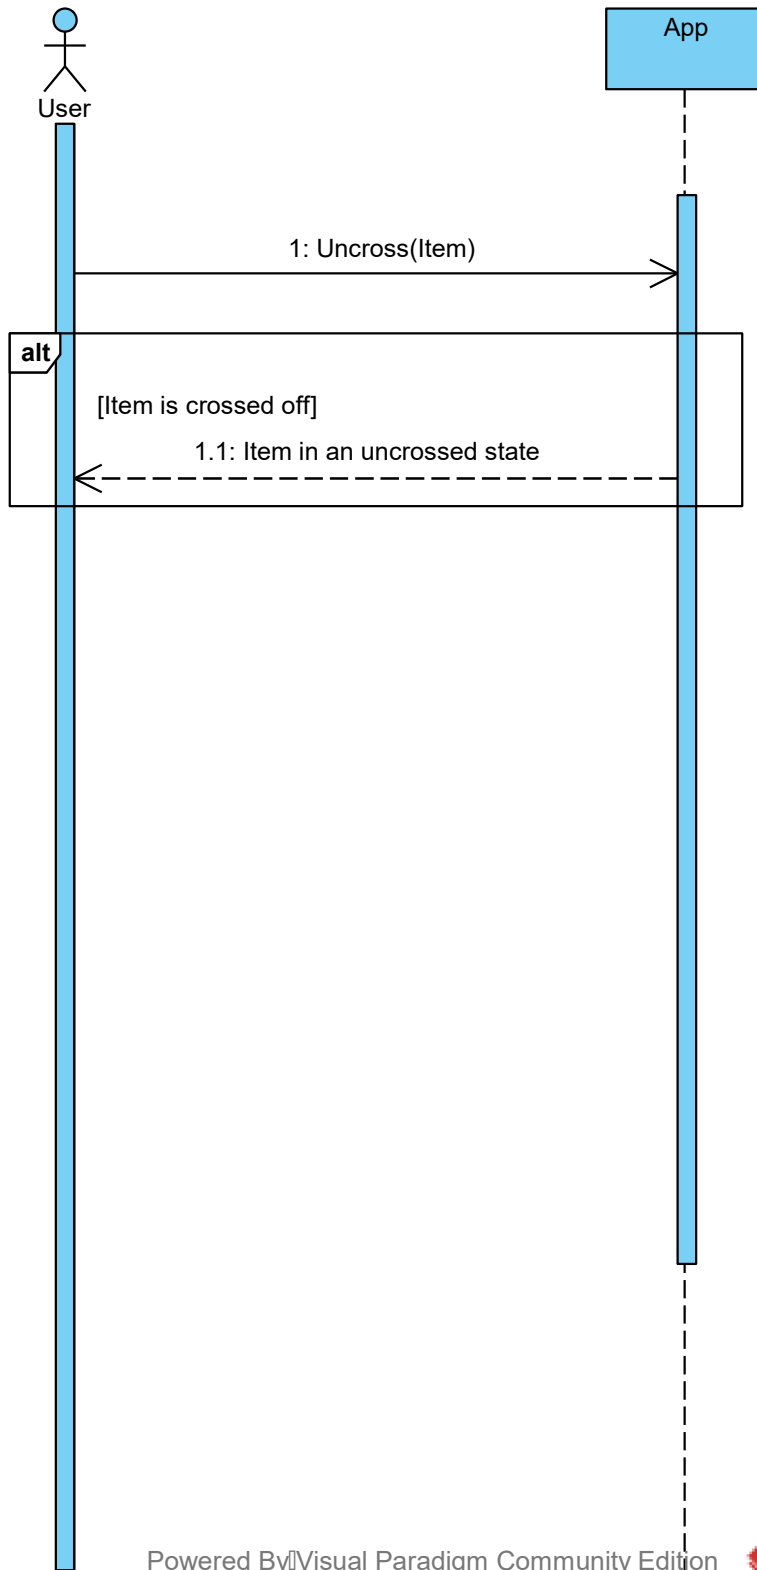 App
User
1: Uncross(Item)
alt
[Item is crossed off]
1.1: Item in an uncrossed state
Powered By Visual Paradigm Community Edition